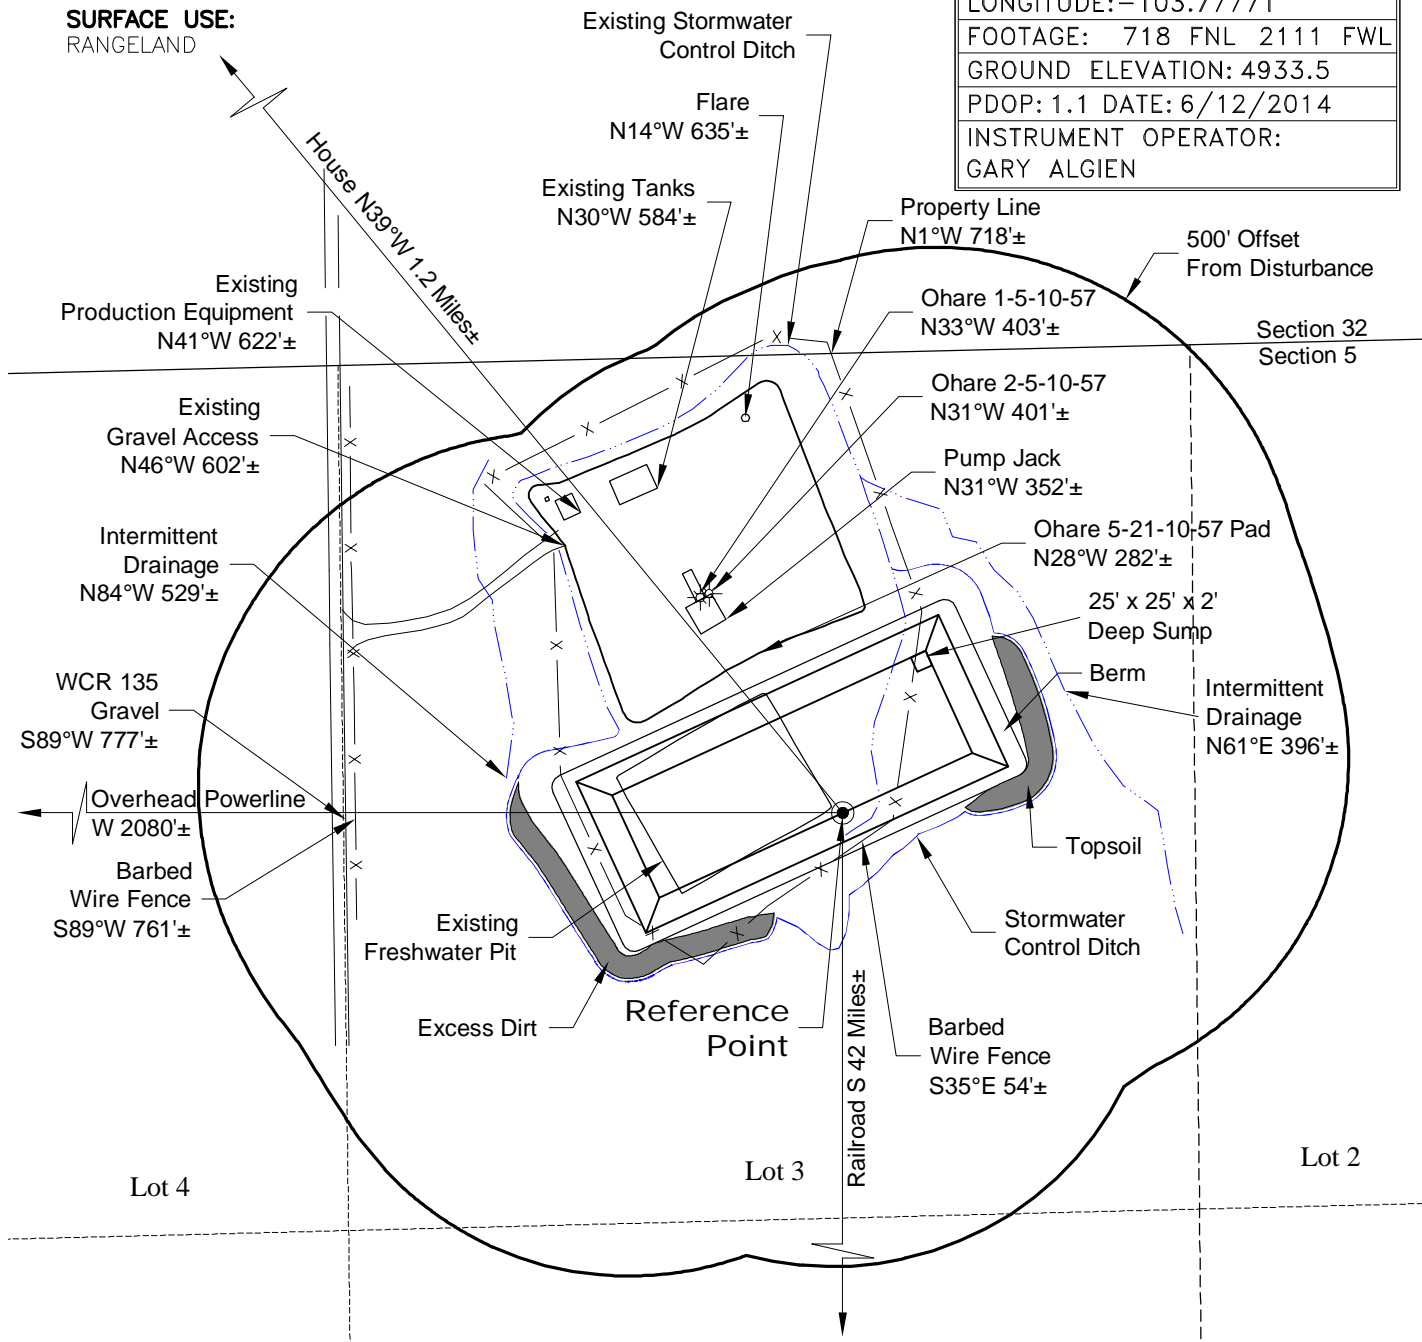 SURFACE USE:
RANGELAND
LONGITUDE:-103.77771
FOOTAGE: 718 FNL 2111 FWL
GROUND ELEVATION: 4933.5
PDOP: 1.1 DATE: 6/12/2014
INSTRUMENT OPERATOR:
GARY ALGIEN
Existing Stormwater
Control Ditch
Flare
N14°W 635'±
Existing Tanks
N30°W 584'±
House N39°W 1.2 Miles±
Property Line
N1°W 718'±
500' Offset
From Disturbance
Existing
Production Equipment
N41°W 622'±
Ohare 1-5-10-57
N33°W 403'±
Section 32
Section 5
Existing
Gravel Access
N46°W 602'±
Ohare 2-5-10-57
N31°W 401'±
Pump Jack
N31°W 352'±
Intermittent
Drainage
N84°W 529'±
Ohare 5-21-10-57 Pad
N28°W 282'±
25' x 25' x 2'
Deep Sump
Berm
WCR 135
Gravel
S89°W 777'±
Intermittent
Drainage
N61°E 396'±
Overhead Powerline
W 2080'±
Topsoil
Barbed
Wire Fence
S89°W 761'±
Existing
Freshwater Pit
Stormwater
Control Ditch
Excess Dirt
Reference
Point
Railroad S 42 Miles±
Barbed
Wire Fence
S35°E 54'±
Lot 4
Lot 3
Lot 2